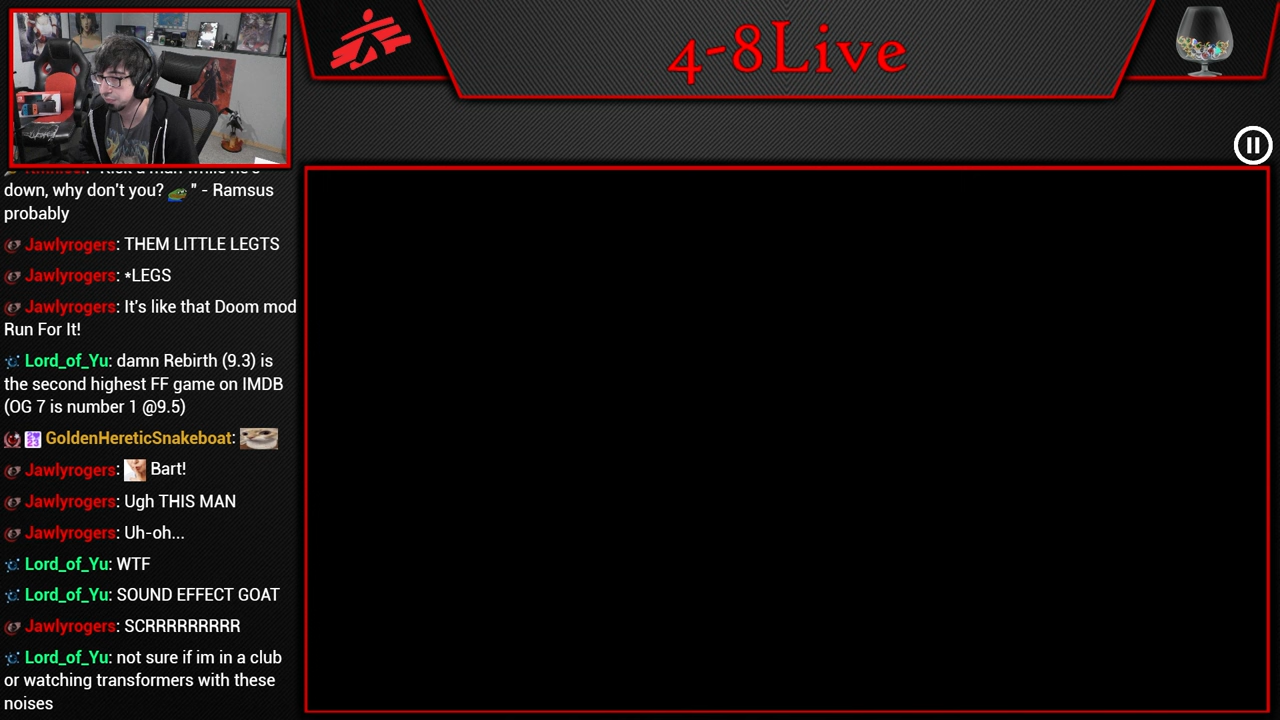 4-8Live
down, why don't you? " - Ramsus
probably
Jawlyrogers: THEM LITTLE LEGTS
Jawlyrogers: *LEGS
Jawlyrogers: It's like that Doom mod
Run For It!
Lord_of_Yu: damn Rebirth (9.3) is
the second highest FF game on IMDB
(OG 7 is number 1 @9.5)
GoldenHereticSnakeboat:
Jawlyrogers: Bart!
Jawlyrogers: Ugh THIS MAN
Jawlyrogers: Uh-oh...
Lord_of_Yu: WTF
Lord_of_Yu: SOUND EFFECT GOAT
Jawlyrogers: SCRRRRRRRRR
Lord_of_Yu: not sure if im in a club
or watching transformers with these
noises